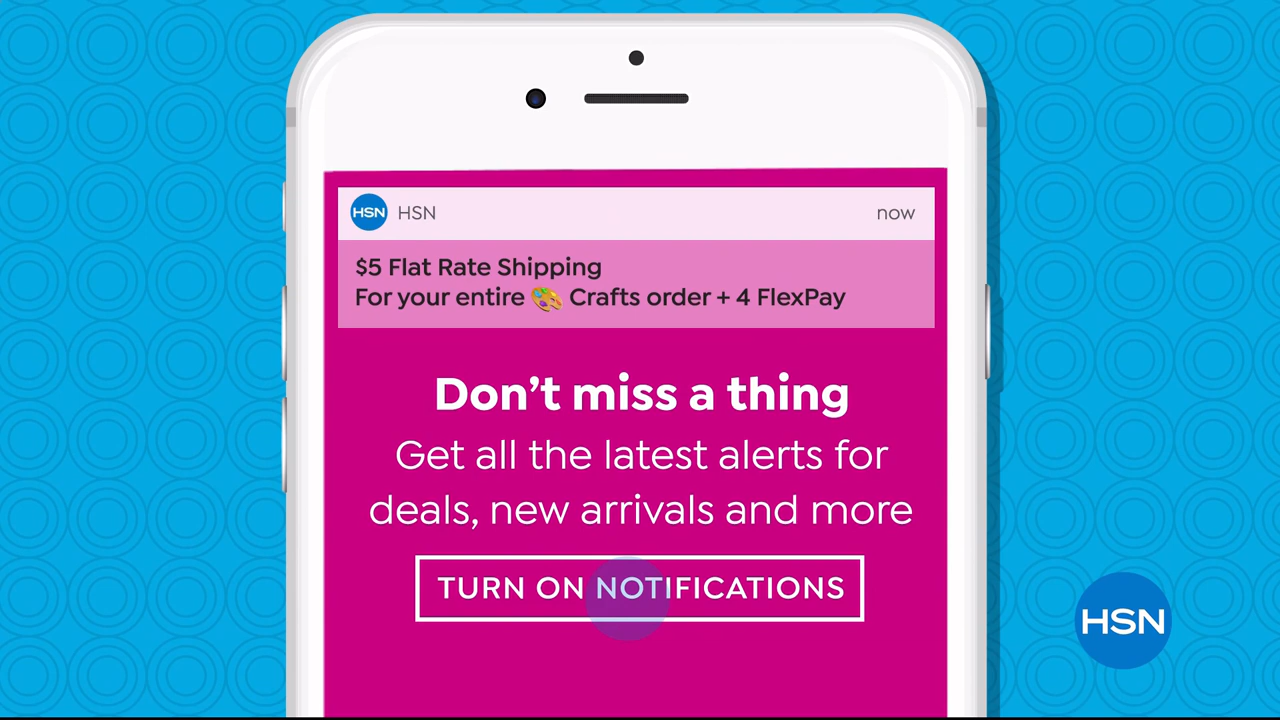 HSN HSN now
$5 Flat Rate Shipping
For your entire 🎨 Crafts order + 4 FlexPay
Don't miss a thing
Get all the latest alerts for
deals, new arrivals and more
TURN ON NOTIFICATIONS
HSN